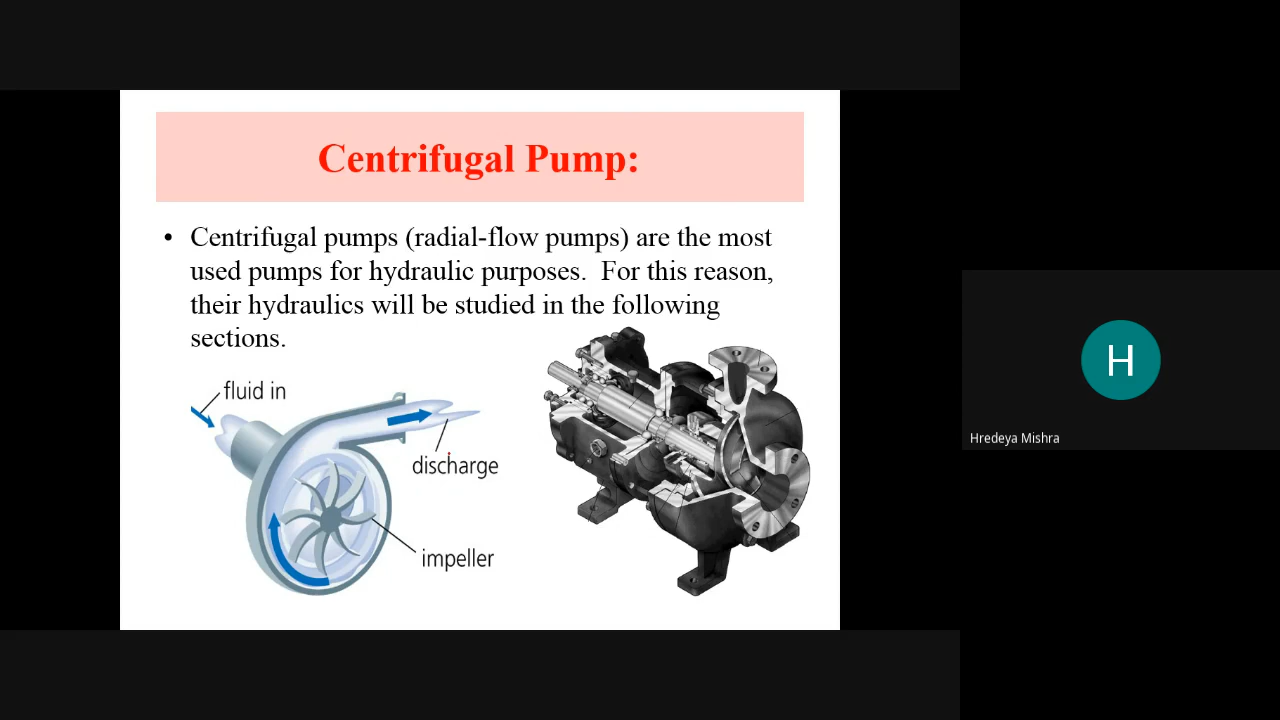 Centrifugal Pump:
• Centrifugal pumps (radial-flow pumps) are the most
used pumps for hydraulic purposes. For this reason,
their hydraulics will be studied in the following
sections.
fluid in
discharge
impeller
H
Hredeya Mishra